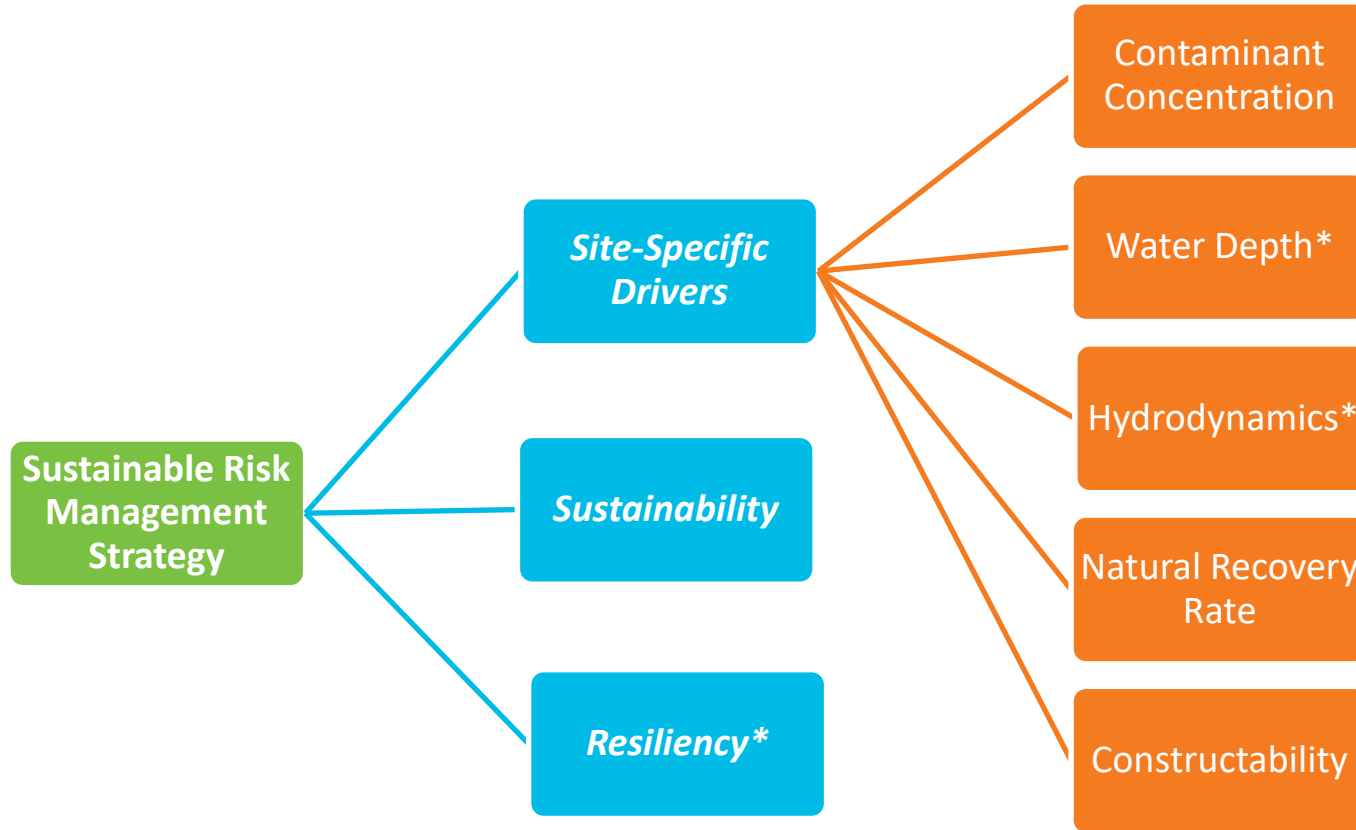 Sustainable Risk
Management
Strategy
Site-Specific
Drivers
Sustainability
Resiliency*
Contaminant
Concentration
Water Depth*
Hydrodynamics*
Natural Recovery
Rate
Constructability